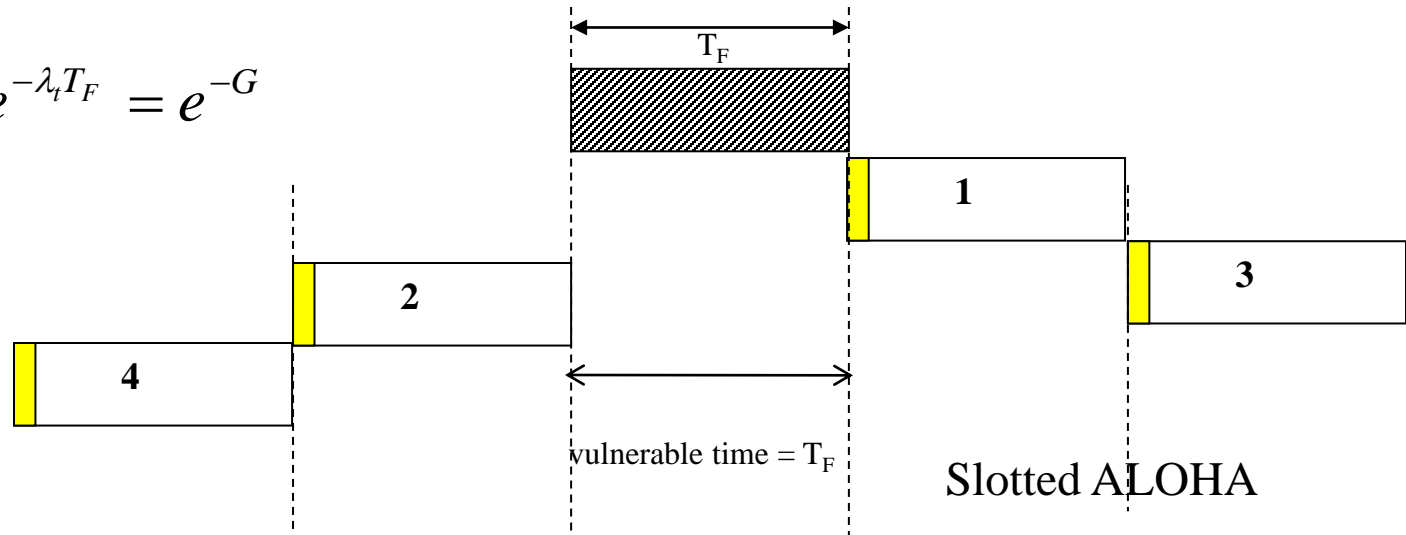 T_F
e^{-λ_t T_F} = e^{-G}
1
3
2
4
vulnerable time = T_F
Slotted ALOHA